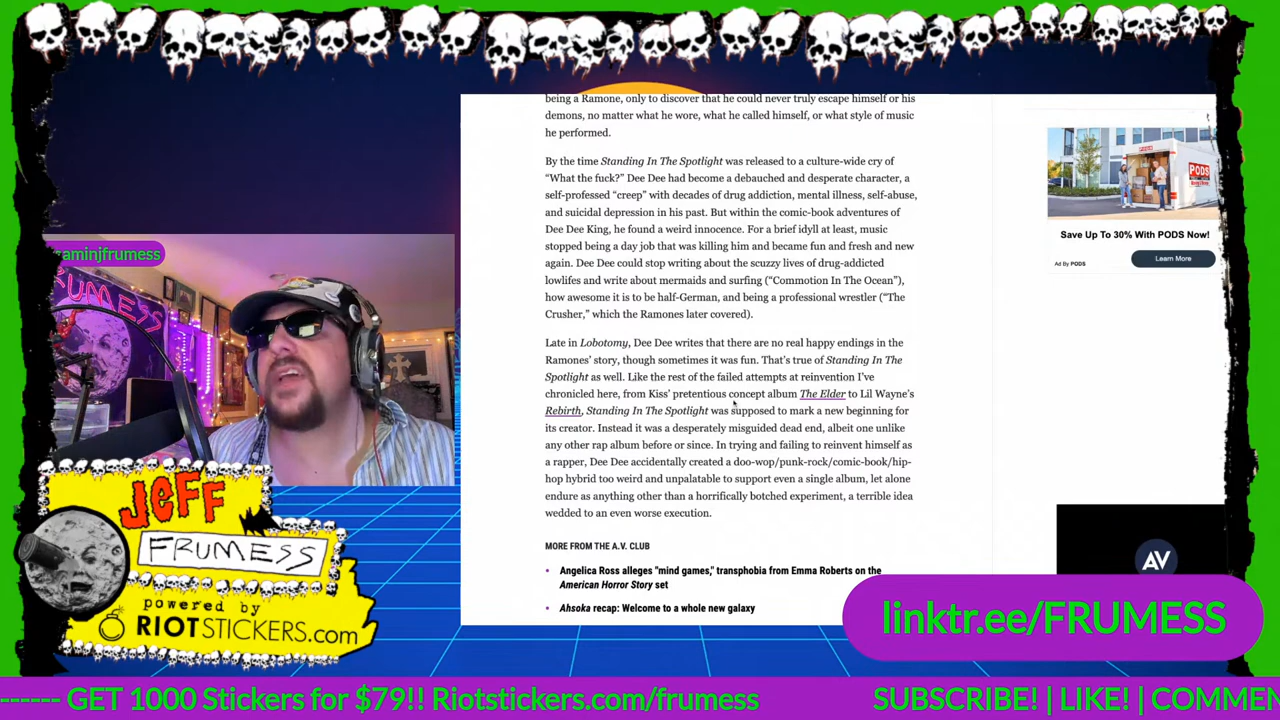 being a Ramone, only to discover that he could never truly escape himself or his
demons, no matter what he wore, what he called himself, or what style of music
he performed.
By the time Standing In The Spotlight was released to a culture-wide cry of
“What the fuck?” Dee Dee had become a debauched and desperate character, a
self-professed “creep” with decades of drug addiction, mental illness, self-abuse,
and suicidal depression in his past. But within the comic-book adventures of
Dee Dee King, he found a weird innocence. For a brief idyll at least, music
stopped being a day job that was killing him and became fun and fresh and new
again. Dee Dee could stop writing about the scuzzy lives of drug-addicted
lowlifes and write about mermaids and surfing (“Commotion In The Ocean”),
how awesome it is to be half-German, and being a professional wrestler (“The
Crusher,” which the Ramones later covered).
Late in Lobotomy, Dee Dee writes that there are no real happy endings in the
Ramones’ story, though sometimes it was fun. That’s true of Standing In The
Spotlight as well. Like the rest of the failed attempts at reinvention I’ve
chronicled here, from Kiss’ pretentious concept album The Elder to Lil Wayne’s
Rebirth, Standing In The Spotlight was supposed to mark a new beginning for
its creator. Instead it was a desperately misguided dead end, albeit one unlike
any other rap album before or since. In trying and failing to reinvent himself as
a rapper, Dee Dee accidentally created a doo-wop/punk-rock/comic-book/hip-
hop hybrid too weird and unpalatable to support even a single album, let alone
endure as anything other than a horrifically botched experiment, a terrible idea
wedded to an even worse execution.
MORE FROM THE A.V. CLUB
Angelica Ross alleges "mind games," transphobia from Emma Roberts on the
American Horror Story set
Ahsoka recap: Welcome to a whole new galaxy
PODS
Save Up To 30% With PODS Now!
Ad By PODS
Learn More
AV
saminjfrumess
FRUMESS
JEFF
FRUMESS
powered by
RIOTSTICKERS.com
linktr.ee/FRUMESS
------ GET 1000 Stickers for $79!! Riotstickers.com/frumess
SUBSCRIBE! | LIKE! | COMMEN